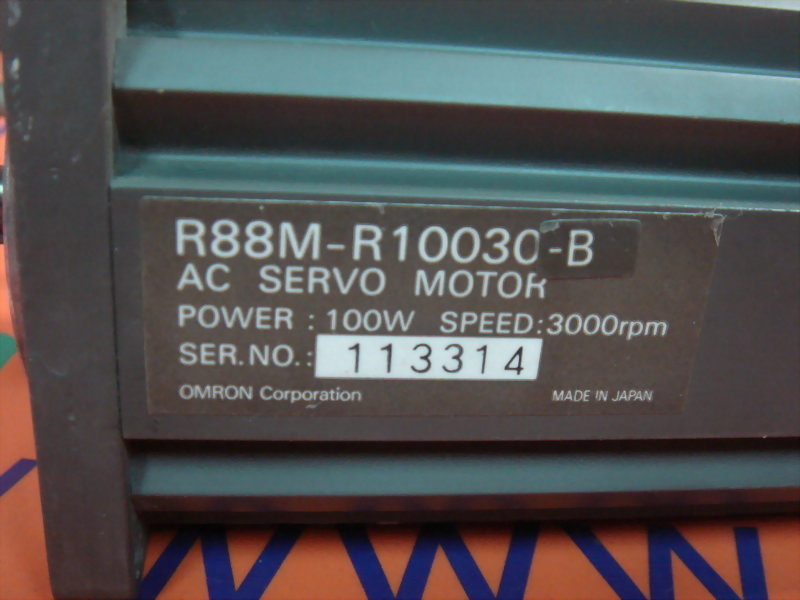 R88M-R10030-B
AC SERVO MOTOR
POWER : 100W SPEED: 3000rpm
SER.NO.: 113314
OMRON Corporation MADE IN JAPAN